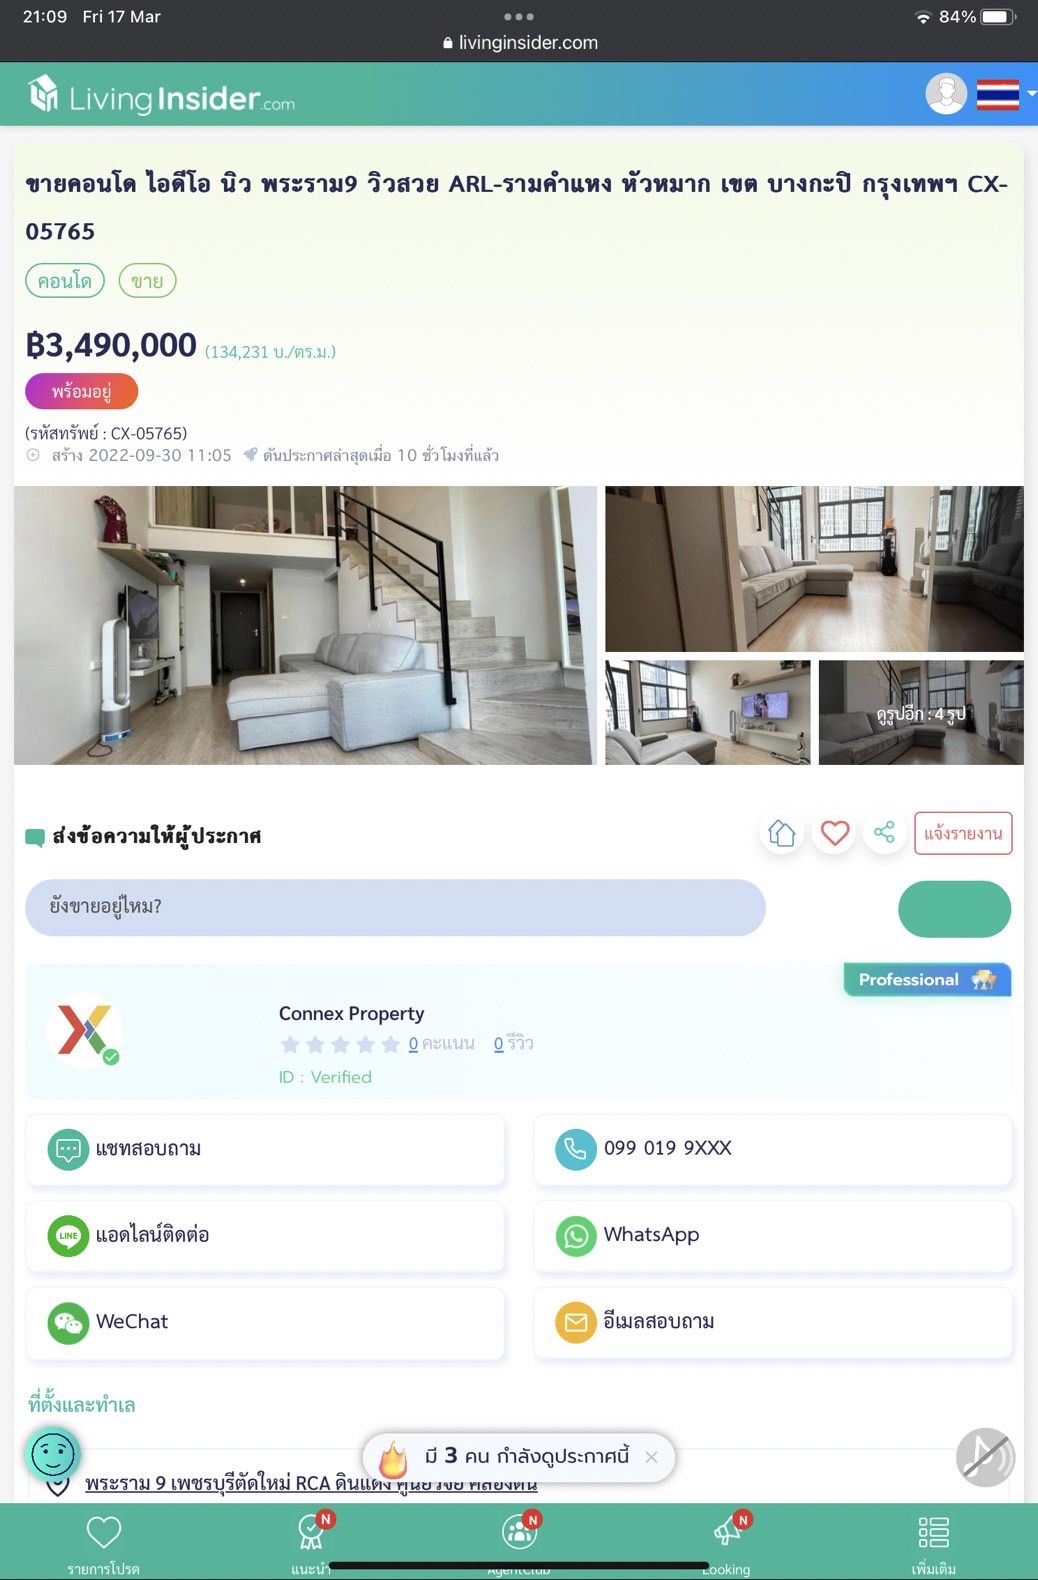 21:09 Fri 17 Mar
84%
livinginsider.com
LivingInsider.com
ขายคอนโด ไอดีโอ นิว พระราม9 วิวสวย ARL-รามคำแหง หัวหมาก เขต บางกะปิ กรุงเทพฯ CX-
05765
คอนโด ขาย
฿3,490,000 (134,231 บ./ตร.ม.)
พร้อมอยู่
(รหัสทรัพย์ : CX-05765)
สร้าง 2022-09-30 11:05 ดันประกาศล่าสุดเมื่อ 10 ชั่วโมงที่แล้ว
ดูรูปอีก : 4 รูป
ส่งข้อความให้ผู้ประกาศ
แจ้งรายงาน
ยังขายอยู่ไหม?
Professional
Connex Property
0 คะแนน 0 รีวิว
ID : Verified
แชทสอบถาม
099 019 9XXX
LINE แอดไลน์ติดต่อ
WhatsApp
WeChat
อีเมลสอบถาม
ที่ตั้งและทำเล
มี 3 คน กำลังดูประกาศนี้
พระราม 9 เพชรบุรีตัดใหม่ RCA ดินแดง ศูนย์วิจัย คลองตัน
N N N
รายการโปรด แนะนำ AgentClub Looking เพิ่มเติม